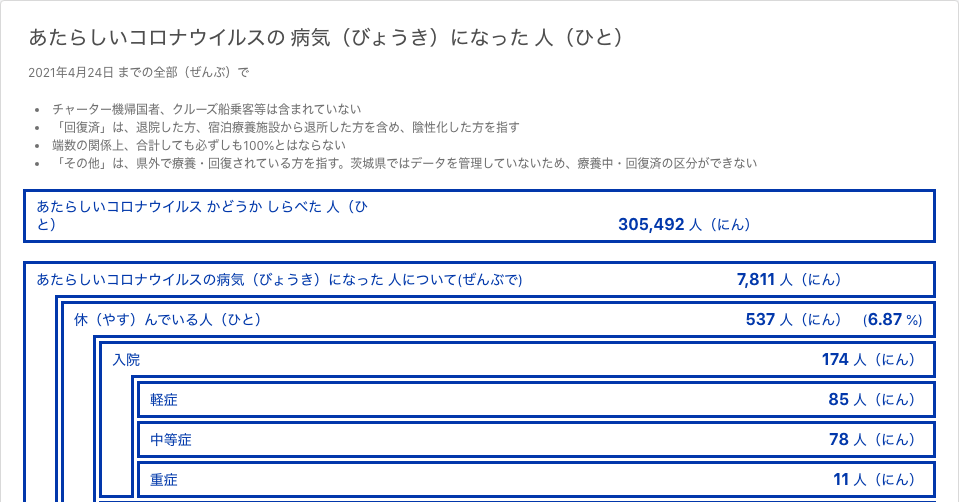 あたらしいコロナウイルスの 病気（びょうき）になった 人（ひと）
2021年4月24日 までの全部（ぜんぶ）で
• チャーター機帰国者、クルーズ船乗客等は含まれていない
• 「回復済」は、退院した方、宿泊療養施設から退所した方を含め、陰性化した方を指す
• 端数の関係上、合計しても必ずしも100%とはならない
• 「その他」は、県外で療養・回復されている方を指す。茨城県ではデータを管理していないため、療養中・回復済の区分ができない
あたらしいコロナウイルス かどうか しらべた 人（ひ
と） 305,492 人（にん）
あたらしいコロナウイルスの病気（びょうき）になった 人について(ぜんぶで) 7,811 人（にん）
休（やす）んでいる人（ひと） 537 人（にん） (6.87 %)
入院 174 人（にん）
軽症 85 人（にん）
中等症 78 人（にん）
重症 11 人（にん）